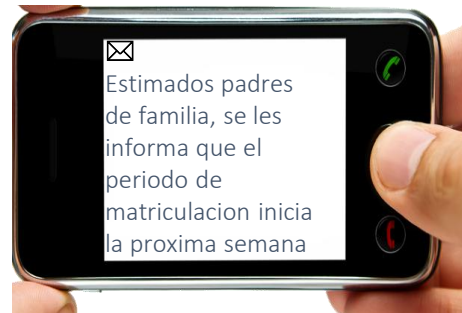 Estimados padres
de familia, se les
informa que el
periodo de
matriculacion inicia
la proxima semana